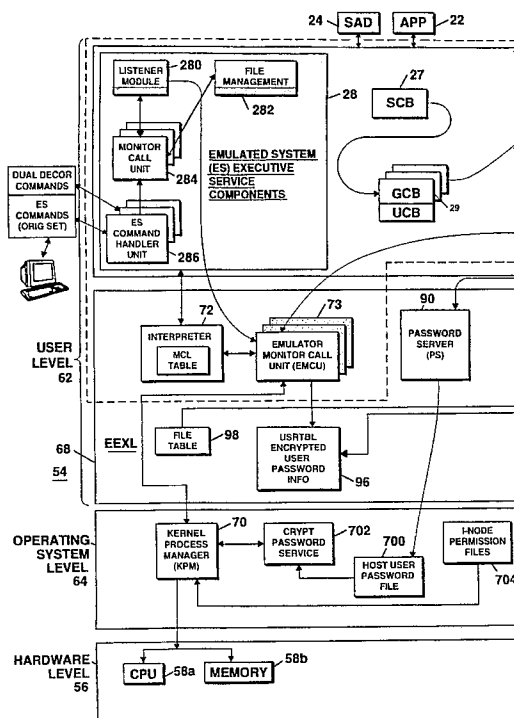 24
SAD
APP
22
LISTENER
MODULE
280
FILE
MANAGEMENT
282
28
27
SCB
MONITOR
CALL
UNIT
284
EMULATED SYSTEM
(ES) EXECUTIVE
SERVICE
COMPONENTS
GCB
29
UCB
DUAL DECOR
COMMANDS
ES
COMMANDS
(ORIG SET)
ES
COMMAND
HANDLER
UNIT
286
USER
LEVEL
62
72
INTERPRETER
MCL
TABLE
73
EMULATOR
MONITOR CALL
UNIT (EMCU)
90
PASSWORD
SERVER
(PS)
68
54
EEXL
FILE
TABLE
98
USRTBL
ENCRYPTED
USER
PASSWORD
INFO
96
OPERATING
SYSTEM
LEVEL
64
70
KERNEL
PROCESS
MANAGER
(KPM)
702
CRYPT
PASSWORD
SERVICE
700
HOST USER
PASSWORD
FILE
I-NODE
PERMISSION
FILES
704
HARDWARE
LEVEL
56
CPU
58a
MEMORY
58b